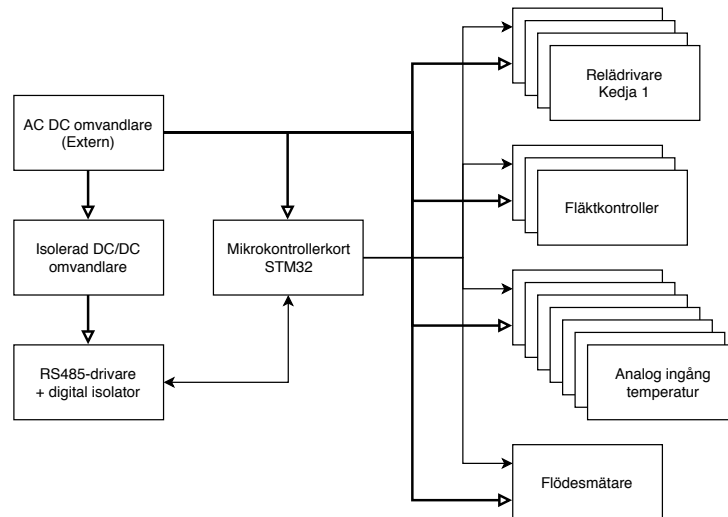 Relädrivare
Kedja 1
AC DC omvandlare
(Extern)
Fläktkontroller
Isolerad DC/DC
omvandlare
Mikrokontrollerkort
STM32
RS485-drivare
+ digital isolator
Analog ingång
temperatur
Flödesmätare